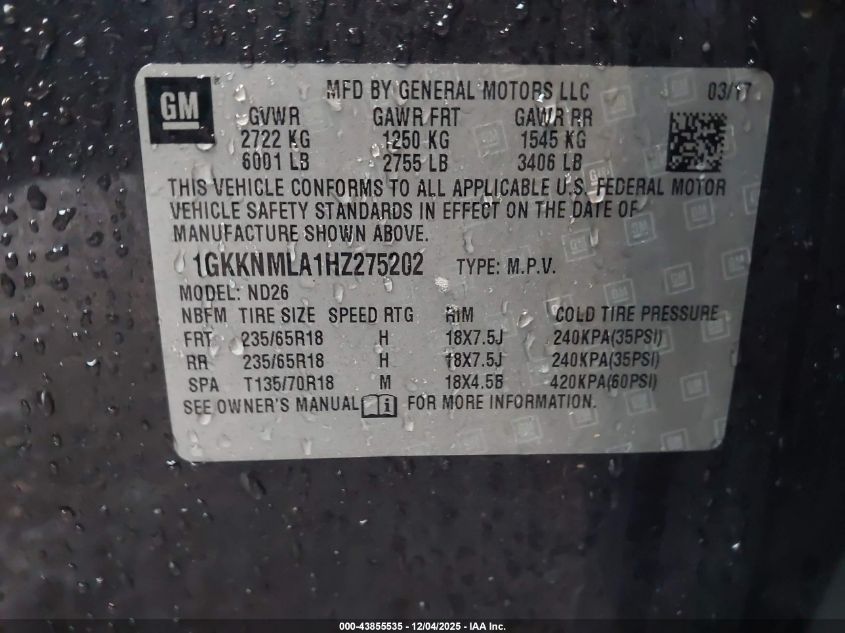 GM
MFD BY GENERAL MOTORS LLC 03/17
GVWR GAWR FRT GAWR RR
2722 KG 1250 KG 1545 KG
6001 LB 2755 LB 3406 LB
THIS VEHICLE CONFORMS TO ALL APPLICABLE U.S. FEDERAL MOTOR
VEHICLE SAFETY STANDARDS IN EFFECT ON THE DATE OF
MANUFACTURE SHOWN ABOVE.
1GKKNMLA1HZ275202 TYPE: M.P.V.
MODEL: ND26
NBFM TIRE SIZE SPEED RTG RIM COLD TIRE PRESSURE
FRT 235/65R18 H 18X7.5J 240KPA(35PSI)
RR 235/65R18 H 18X7.5J 240KPA(35PSI)
SPA T135/70R18 M 18X4.5B 420KPA(60PSI)
SEE OWNER'S MANUAL i FOR MORE INFORMATION.
000-43855535 - 12/04/2025 - IAA Inc.